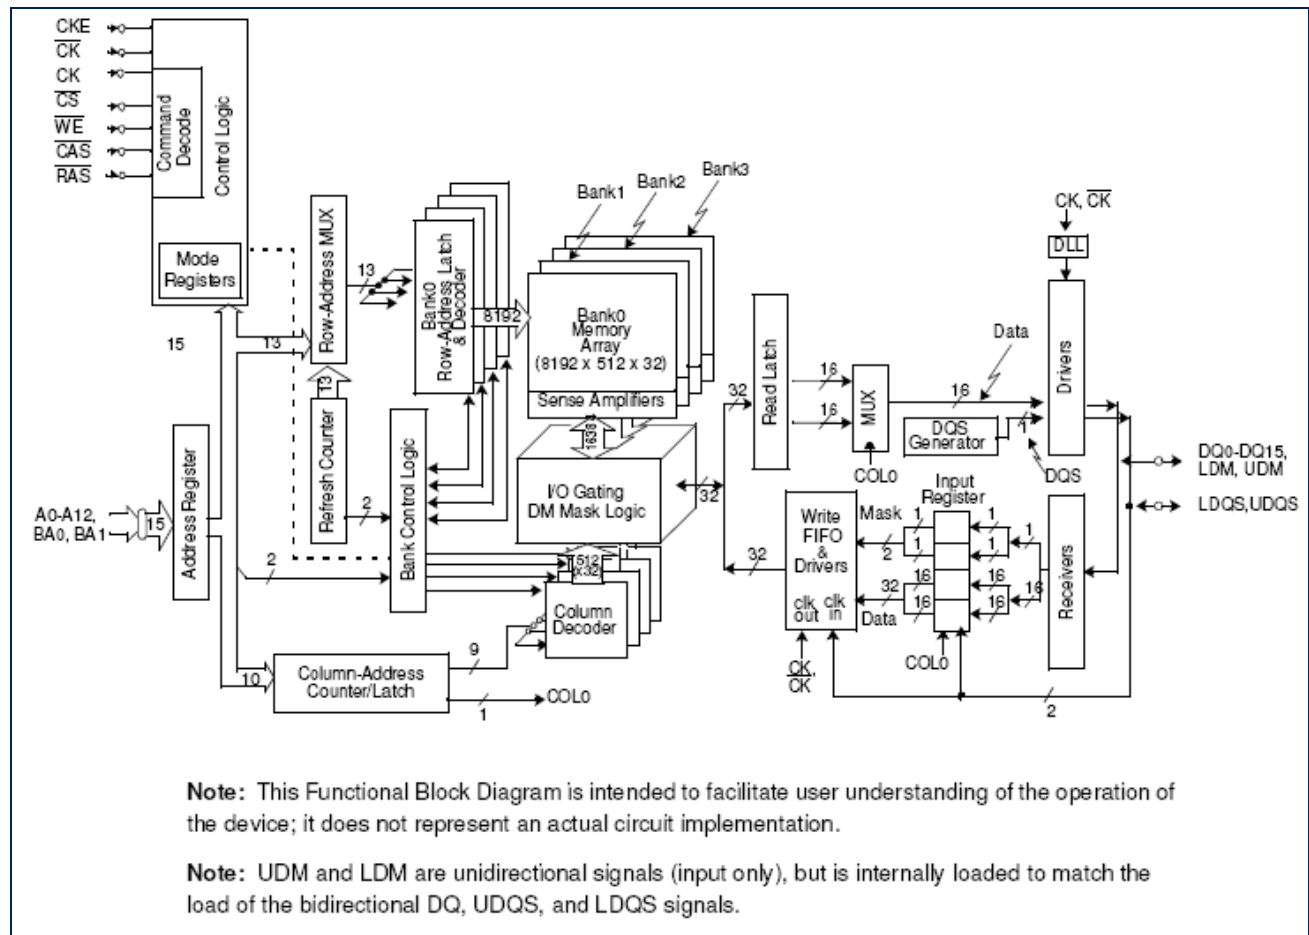 CKE
CK
CK
CS
WE
CAS
RAS
Command
Decode
Control Logic
Mode
Registers
15
13
Row-Address MUX
13
13
Refresh Counter
2
Bank0
Row-Address Latch
& Decoder
8192
Bank1
Bank2
Bank3
Bank0
Memory
Array
(8192 x 512 x 32)
Sense Amplifiers
I/O Gating
DM Mask Logic
32
512
(x32)
Column
Decoder
Bank Control Logic
A0-A12,
BA0, BA1
15
Address Register
2
10
Column-Address
Counter/Latch
9
1
COL0
32
Read Latch
16
16
MUX
COL0
16
Data
DQS
Generator
1
DQS
CK, CK
DLL
Drivers
DQ0-DQ15,
LDM, UDM
LDQS,UDQS
Input
Register
32
Write
FIFO
&
Drivers
clk
out
clk
in
Mask
2
32
Data
1
1
16
16
1
1
16
16
1
16
Receivers
COL0
CK,
CK
2
Note: This Functional Block Diagram is intended to facilitate user understanding of the operation of
the device; it does not represent an actual circuit implementation.
Note: UDM and LDM are unidirectional signals (input only), but is internally loaded to match the
load of the bidirectional DQ, UDQS, and LDQS signals.